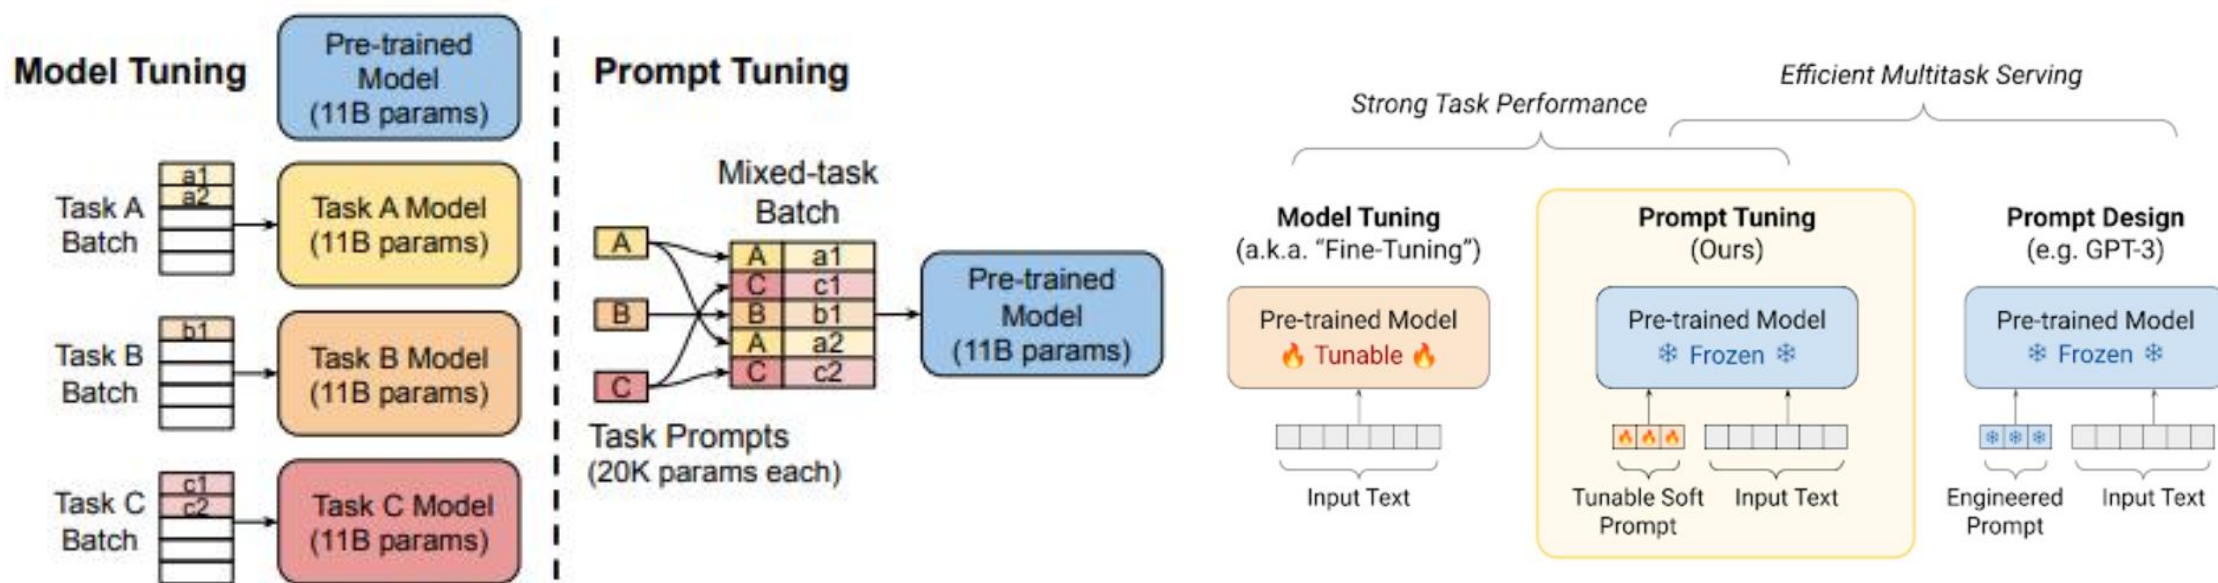 Model Tuning
Pre-trained
Model
(11B params)
Task A
Batch
a1
a2
Task A Model
(11B params)
Task B
Batch
b1
Task B Model
(11B params)
Task C
Batch
c1
c2
Task C Model
(11B params)
Prompt Tuning
Mixed-task
Batch
A
B
C
A a1
C c1
B b1
A a2
C c2
Pre-trained
Model
(11B params)
Task Prompts
(20K params each)
Strong Task Performance
Efficient Multitask Serving
Model Tuning
(a.k.a. “Fine-Tuning”)
Pre-trained Model
🔥 Tunable 🔥
Input Text
Prompt Tuning
(Ours)
Pre-trained Model
❄ Frozen ❄
Tunable Soft
Prompt
Input Text
Prompt Design
(e.g. GPT-3)
Pre-trained Model
❄ Frozen ❄
Engineered
Prompt
Input Text